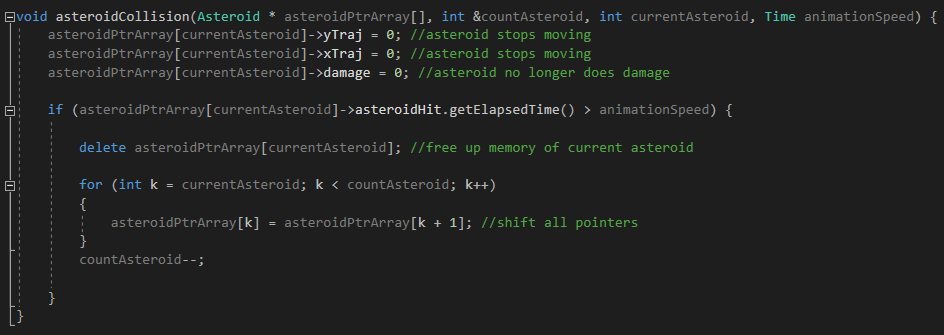 void asteroidCollision(Asteroid * asteroidPtrArray[], int &countAsteroid, int currentAsteroid, Time animationSpeed) {
asteroidPtrArray[currentAsteroid]->yTraj = 0; //asteroid stops moving
asteroidPtrArray[currentAsteroid]->xTraj = 0; //asteroid stops moving
asteroidPtrArray[currentAsteroid]->damage = 0; //asteroid no longer does damage
if (asteroidPtrArray[currentAsteroid]->asteroidHit.getElapsedTime() > animationSpeed) {
delete asteroidPtrArray[currentAsteroid]; //free up memory of current asteroid
for (int k = currentAsteroid; k < countAsteroid; k++)
{
asteroidPtrArray[k] = asteroidPtrArray[k + 1]; //shift all pointers
}
countAsteroid--;
}
}